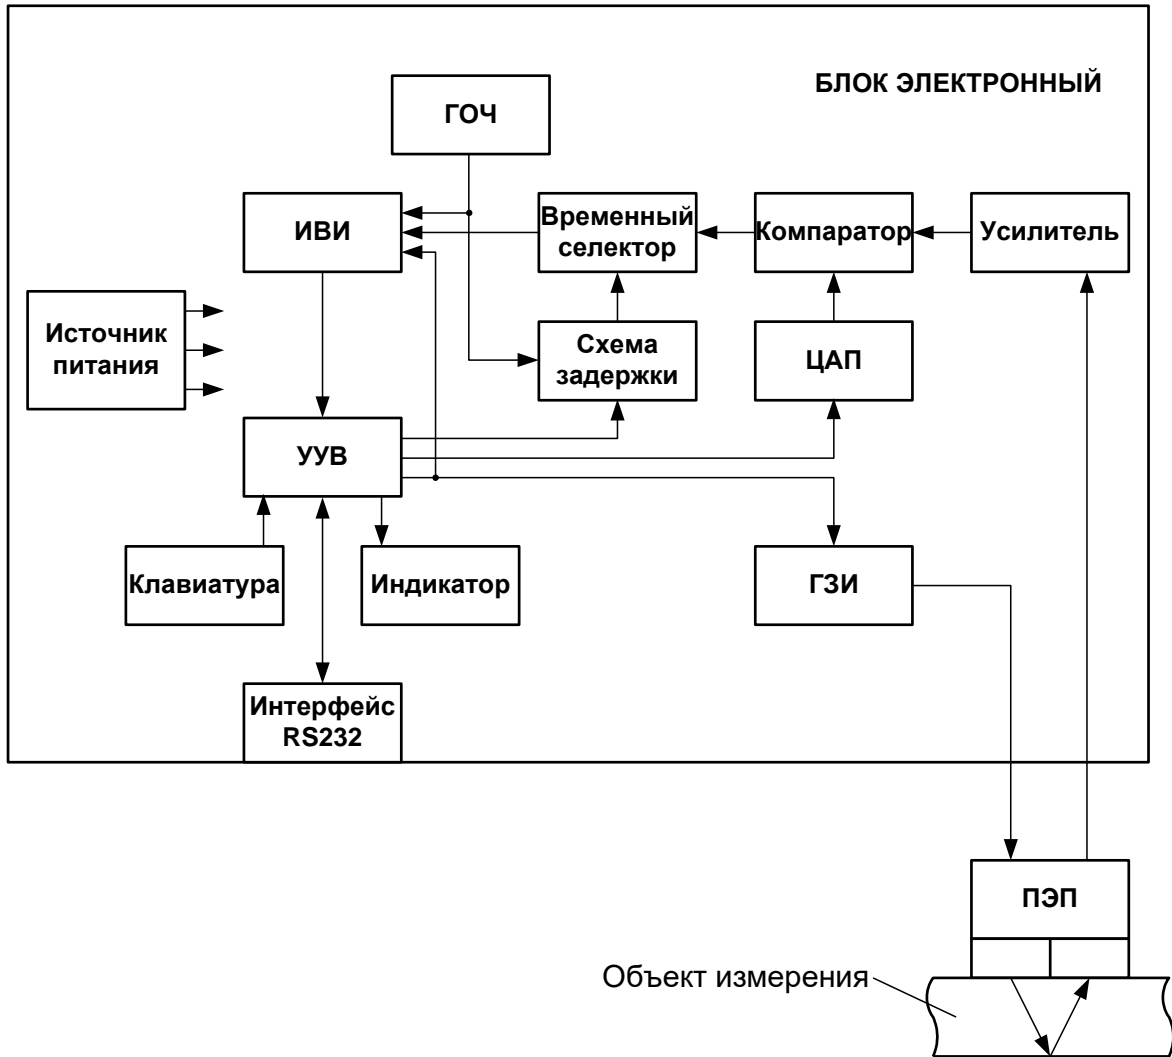 БЛОК ЭЛЕКТРОННЫЙ
ГОЧ
ИВИ
Временный
селектор
Компаратор
Усилитель
Источник
питания
Схема
задержки
ЦАП
УУВ
Клавиатура
Индикатор
ГЗИ
Интерфейс
RS232
ПЭП
Объект измерения